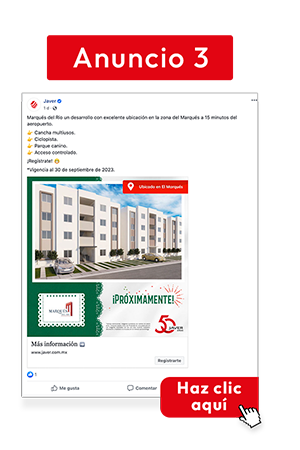 Anuncio 3
Javer
1 d
Marqués del Río un desarrollo con excelente ubicación en la zona del Marqués a 15 minutos del
aeropuerto.
👉 Cancha multiusos.
👉 Ciclopista.
👉 Parque canino.
👉 Acceso controlado.
¡Regístrate!
*Vigencia al 30 de septiembre de 2023.
Ubicado en El Marqués
MARQUÉS
¡PRÓXIMAMENTE!
50 JAVER
Más información
www.javer.com.mx
Registrarte
1
Me gusta
Comentar
Haz clic
aquí